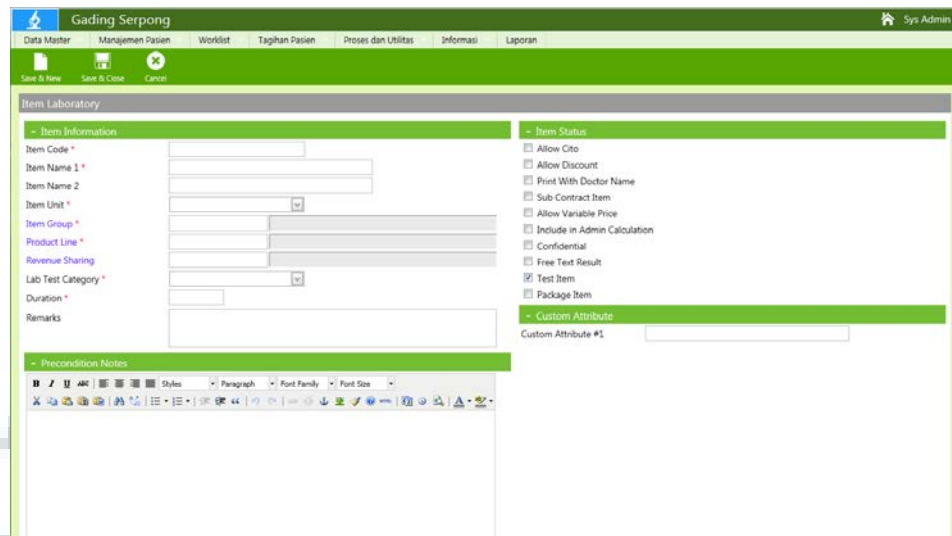 Gading Serpong
Sys Admin
Data Master Manajemen Pasien Worklist Tagihan Pasien Proses dan Utilitas Informasi Laporan
Save & New Save & Close Cancel
Item Laboratory
- Item Information
Item Code *
Item Name 1 *
Item Name 2
Item Unit *
Item Group *
Product Line *
Revenue Sharing
Lab Test Category *
Duration *
Remarks
- Precondition Notes
B I U ABC Styles Paragraph Font Family Font Size
HTML A
- Item Status
Allow Cito
Allow Discount
Print With Doctor Name
Sub Contract Item
Allow Variable Price
Include in Admin Calculation
Confidential
Free Text Result
Test Item
Package Item
- Custom Attribute
Custom Attribute #1